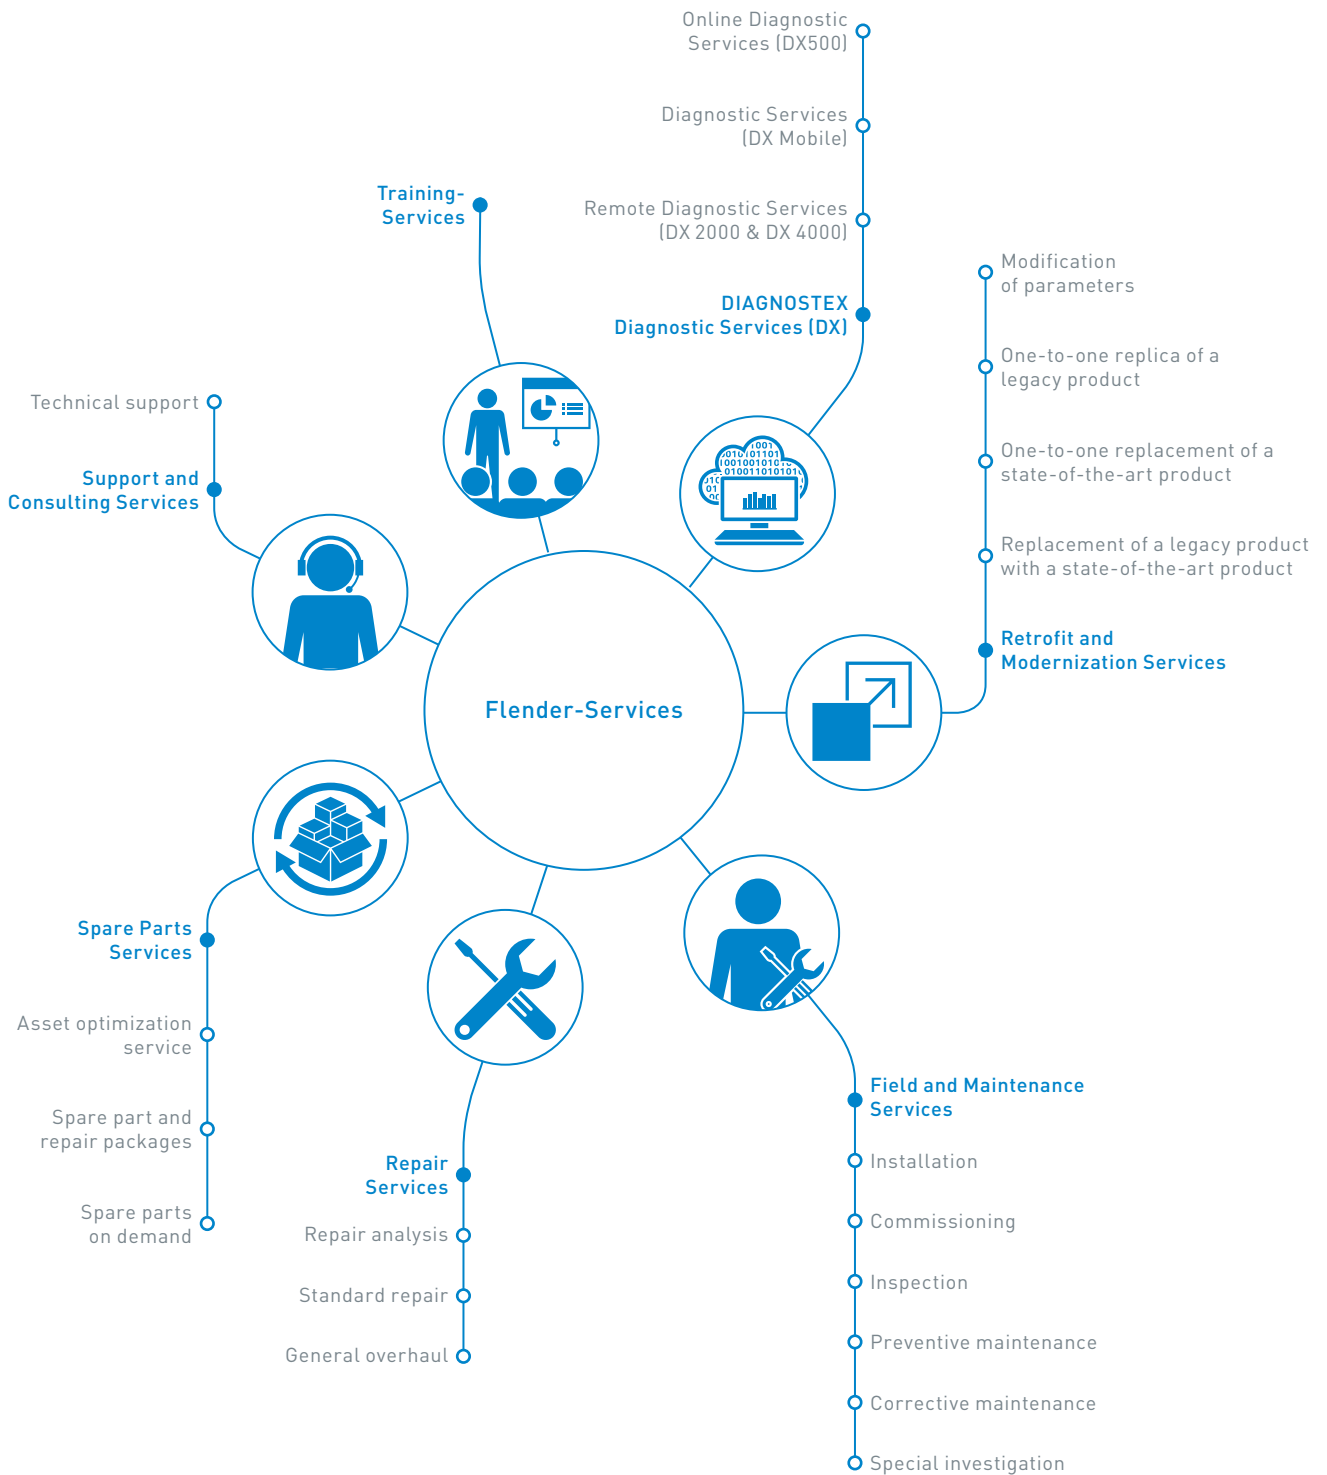 Online Diagnostic
Services (DX500)
Diagnostic Services
(DX Mobile)
Remote Diagnostic Services
(DX 2000 & DX 4000)
DIAGNOSTEX
Diagnostic Services (DX)
Training-
Services
Modification
of parameters
One-to-one replica of a
legacy product
One-to-one replacement of a
state-of-the-art product
Replacement of a legacy product
with a state-of-the-art product
Retrofit and
Modernization Services
Technical support
Support and
Consulting Services
Flender-Services
Spare Parts
Services
Asset optimization
service
Spare part and
repair packages
Spare parts
on demand
Repair
Services
Repair analysis
Standard repair
General overhaul
Field and Maintenance
Services
Installation
Commissioning
Inspection
Preventive maintenance
Corrective maintenance
Special investigation